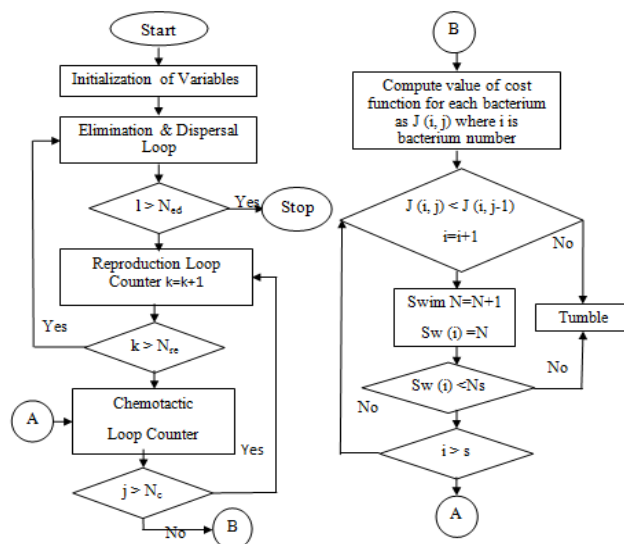 Start
Initialization of Variables
Elimination & Dispersal
Loop
l > Ned
Yes
Stop
Reproduction Loop
Counter k=k+1
Yes
k > Nre
A
Chemotactic
Loop Counter
Yes
j > Nc
No
B
B
Compute value of cost
function for each bacterium
as J (i, j) where i is
bacterium number
J (i, j) < J (i, j-1)
i=i+1
No
Swim N=N+1
Sw (i) =N
Tumble
No
Sw (i) <Ns
No
i > s
A